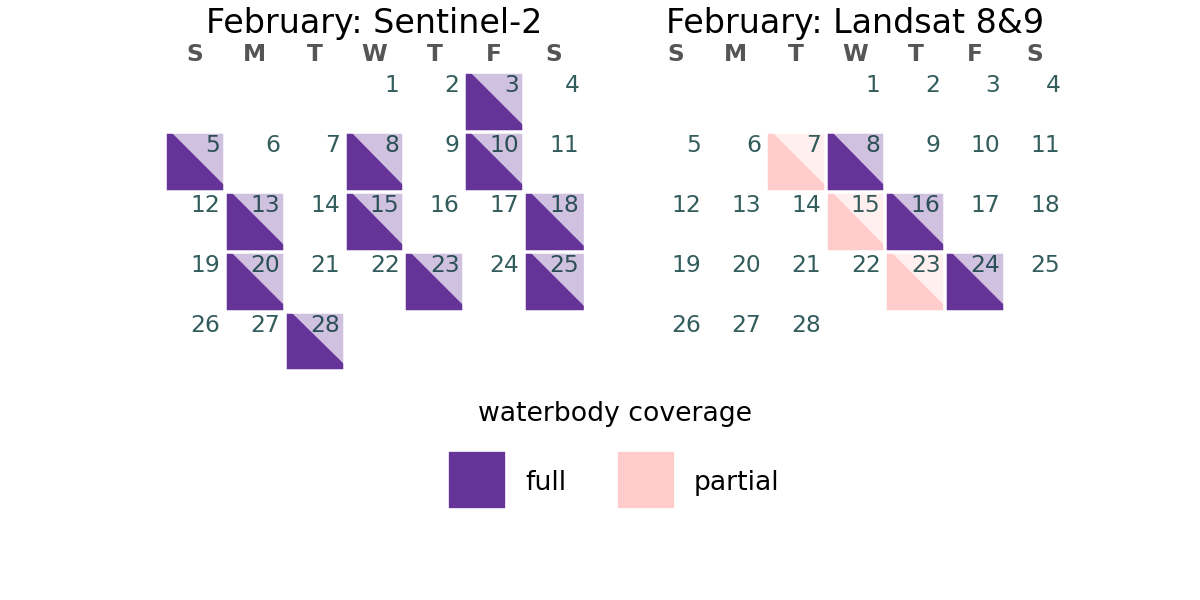 February: Sentinel-2
S M T W T F S
1 2 3 4
5 6 7 8 9 10 11
12 13 14 15 16 17 18
19 20 21 22 23 24 25
26 27 28
February: Landsat 8&9
S M T W T F S
1 2 3 4
5 6 7 8 9 10 11
12 13 14 15 16 17 18
19 20 21 22 23 24 25
26 27 28
waterbody coverage
full partial